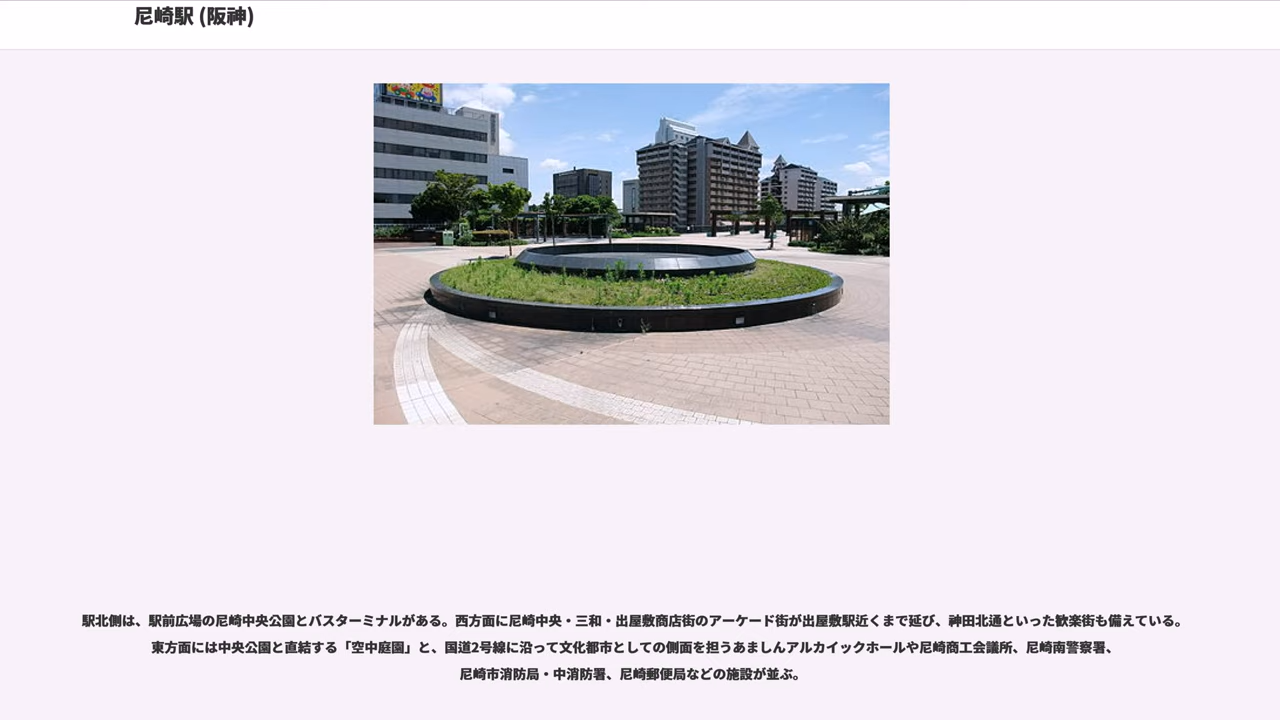 尼崎駅 (阪神)
駅北側は、駅前広場の尼崎中央公園とバスターミナルがある。西方面に尼崎中央・三和・出屋敷商店街のアーケード街が出屋敷駅近くまで延び、神田北通といった歓楽街も備えている。
東方面には中央公園と直結する「空中庭園」と、国道2号線に沿って文化都市としての側面を担うあましんアルカイックホールや尼崎商工会議所、尼崎南警察署、
尼崎市消防局・中消防署、尼崎郵便局などの施設が並ぶ。